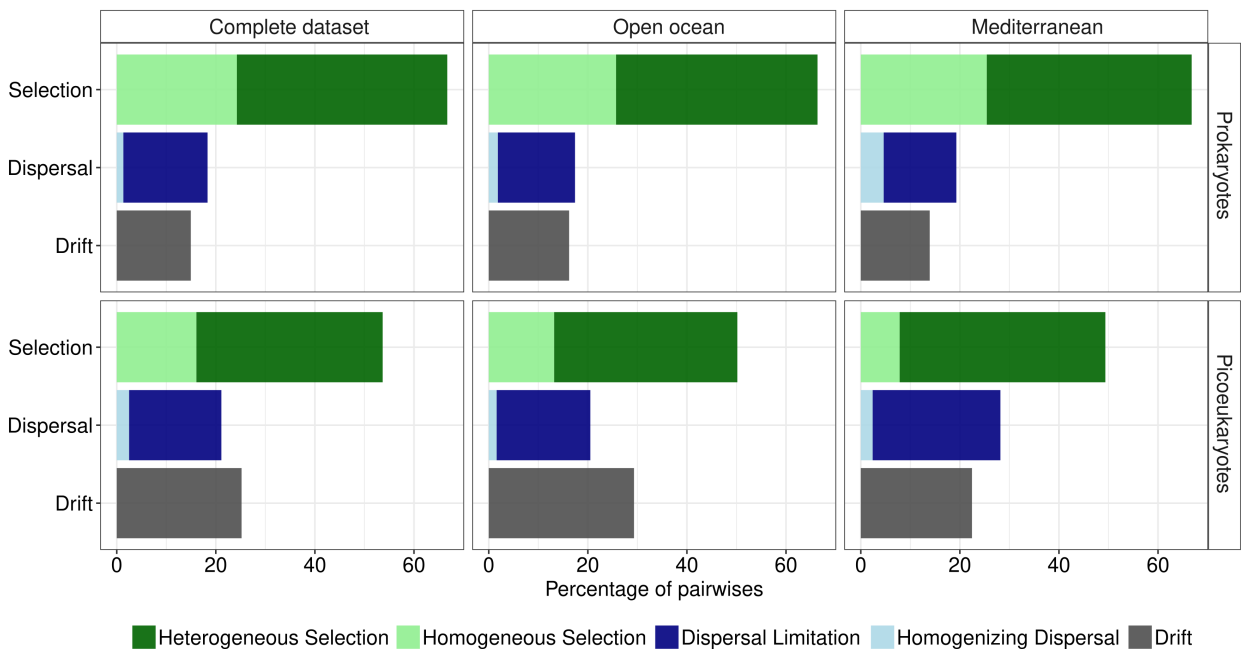 Complete dataset
Open ocean
Mediterranean
Selection
Dispersal
Drift
Prokaryotes
Selection
Dispersal
Drift
Picoeukaryotes
0 20 40 60
0 20 40 60
0 20 40 60
Percentage of pairwises
Heterogeneous Selection
Homogeneous Selection
Dispersal Limitation
Homogenizing Dispersal
Drift